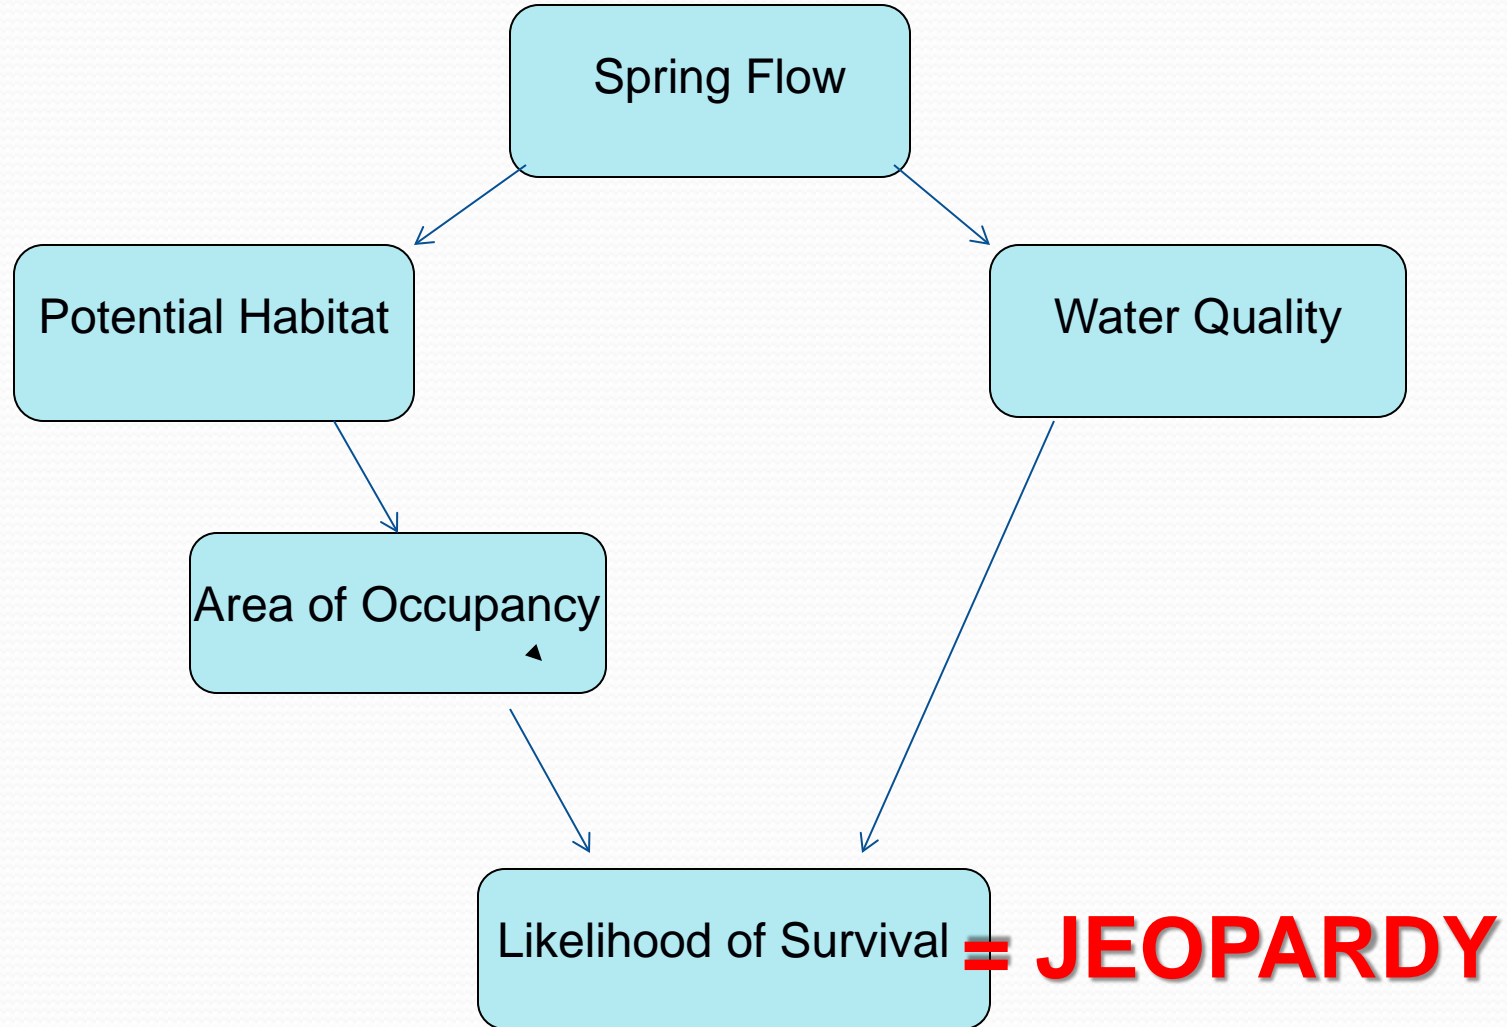 Spring Flow
Potential Habitat
Water Quality
Area of Occupancy
Likelihood of Survival = JEOPARDY